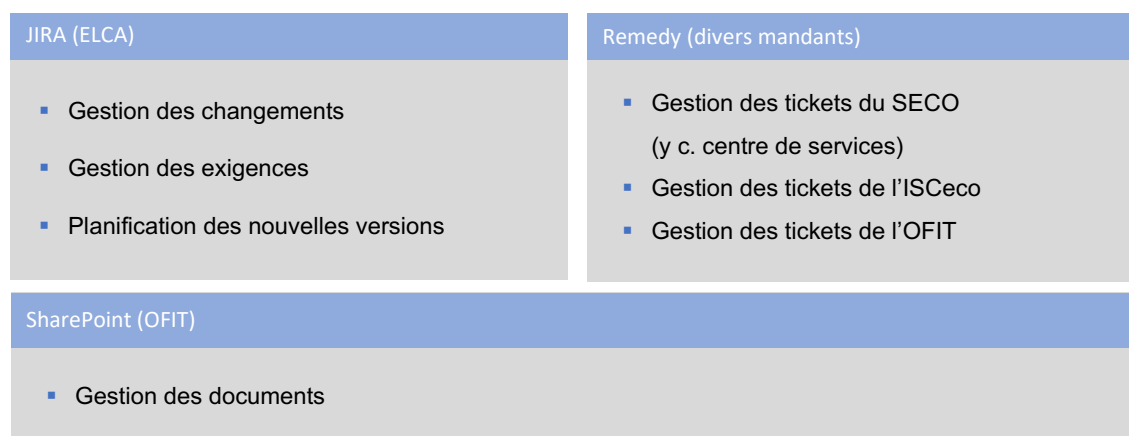 JIRA (ELCA)
▪ Gestion des changements
▪ Gestion des exigences
▪ Planification des nouvelles versions
Remedy (divers mandants)
▪ Gestion des tickets du SECO
(y c. centre de services)
▪ Gestion des tickets de l’ISCeco
▪ Gestion des tickets de l’OFIT
SharePoint (OFIT)
▪ Gestion des documents